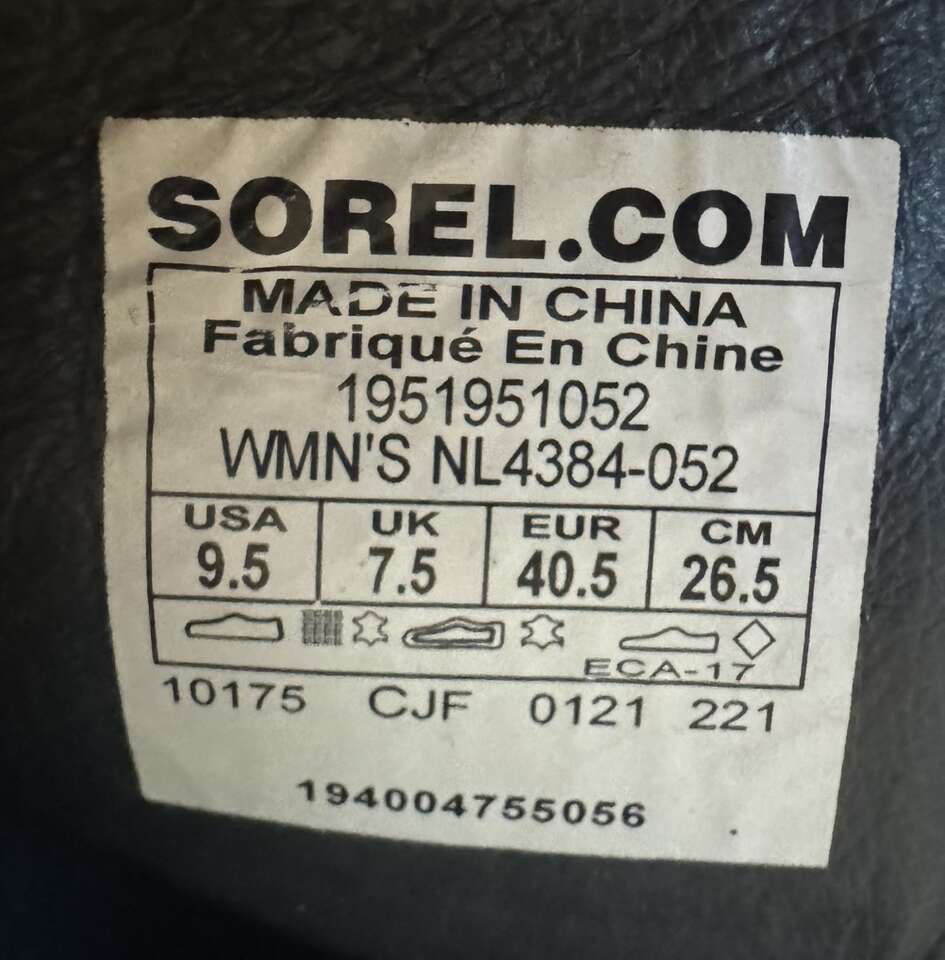 SOREL.COM
MADE IN CHINA
Fabriqué En Chine
1951951052
WMN'S NL4384-052
USA UK EUR CM
9.5 7.5 40.5 26.5
ECA-17
10175 CJF 0121 221
194004755056